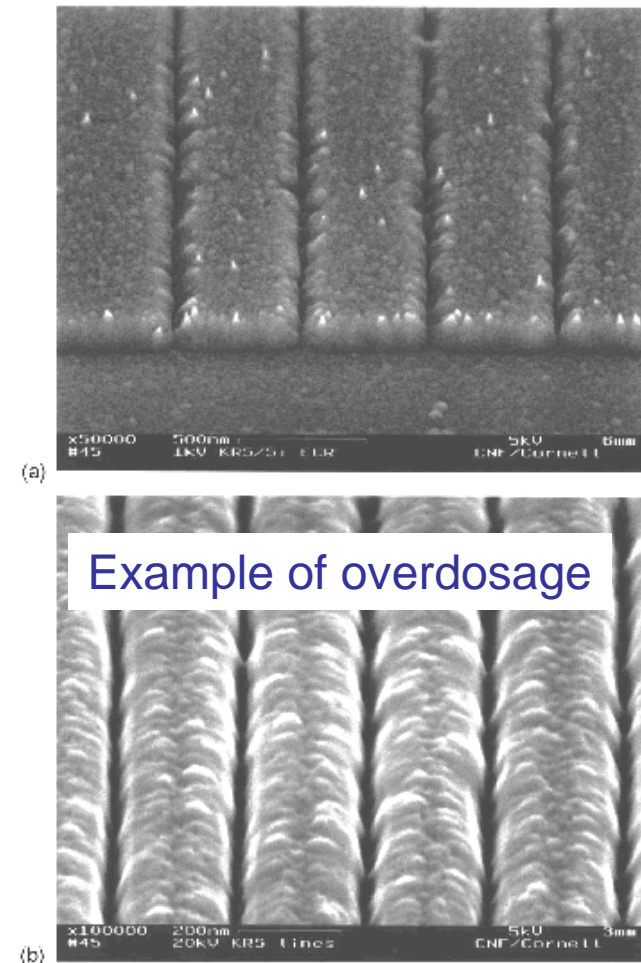 x50000 500nm 5kV 6mm
#45 1kV KRS/Si ECR CNF/Cornell
(a)
Example of overdosage
x100000 200nm 5kV 3mm
#45 20kV KRS lines CNF/Cornell
(b)